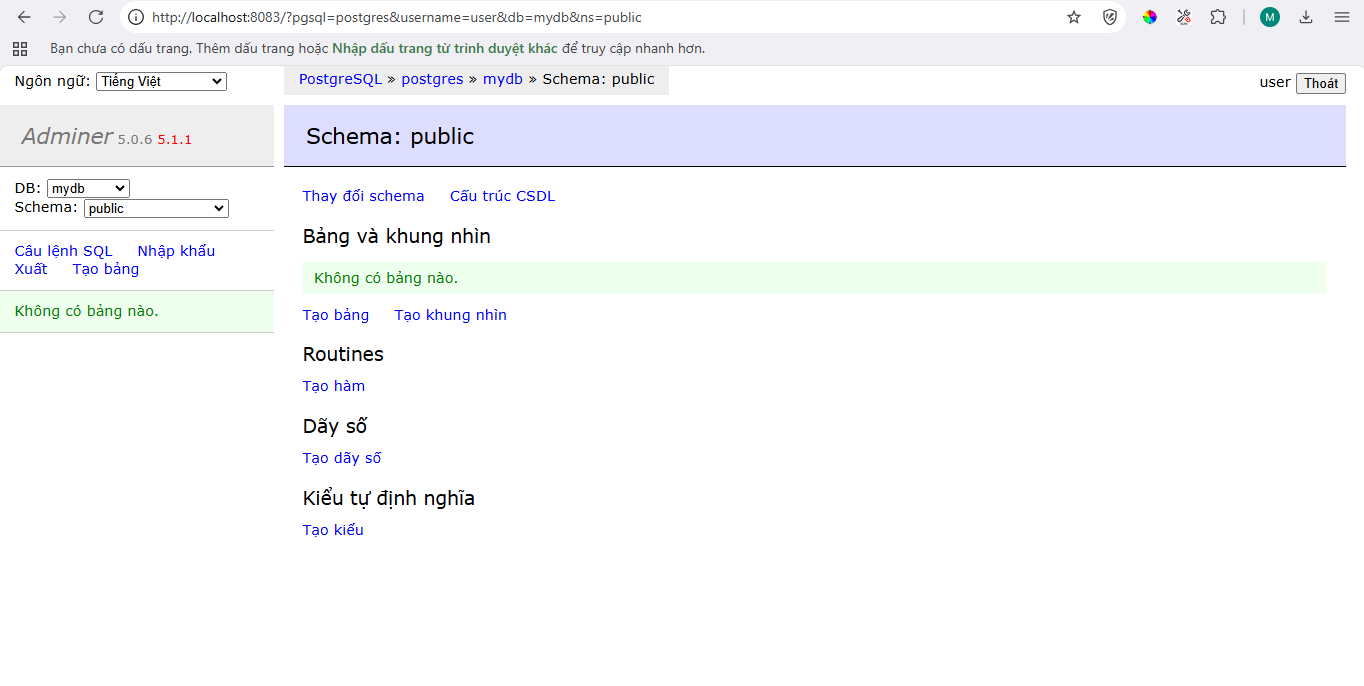 http://localhost:8083/?pgsql=postgres&username=user&db=mydb&ns=public
M
Bạn chưa có dấu trang. Thêm dấu trang hoặc Nhập dấu trang từ trình duyệt khác để truy cập nhanh hơn.
Ngôn ngữ: Tiếng Việt
PostgreSQL » postgres » mydb » Schema: public
user Thoát
Adminer 5.0.6 5.1.1
Schema: public
DB: mydb
Schema: public
Câu lệnh SQL Nhập khẩu
Xuất Tạo bảng
Không có bảng nào.
Thay đổi schema Cấu trúc CSDL
Bảng và khung nhìn
Không có bảng nào.
Tạo bảng Tạo khung nhìn
Routines
Tạo hàm
Dãy số
Tạo dãy số
Kiểu tự định nghĩa
Tạo kiểu